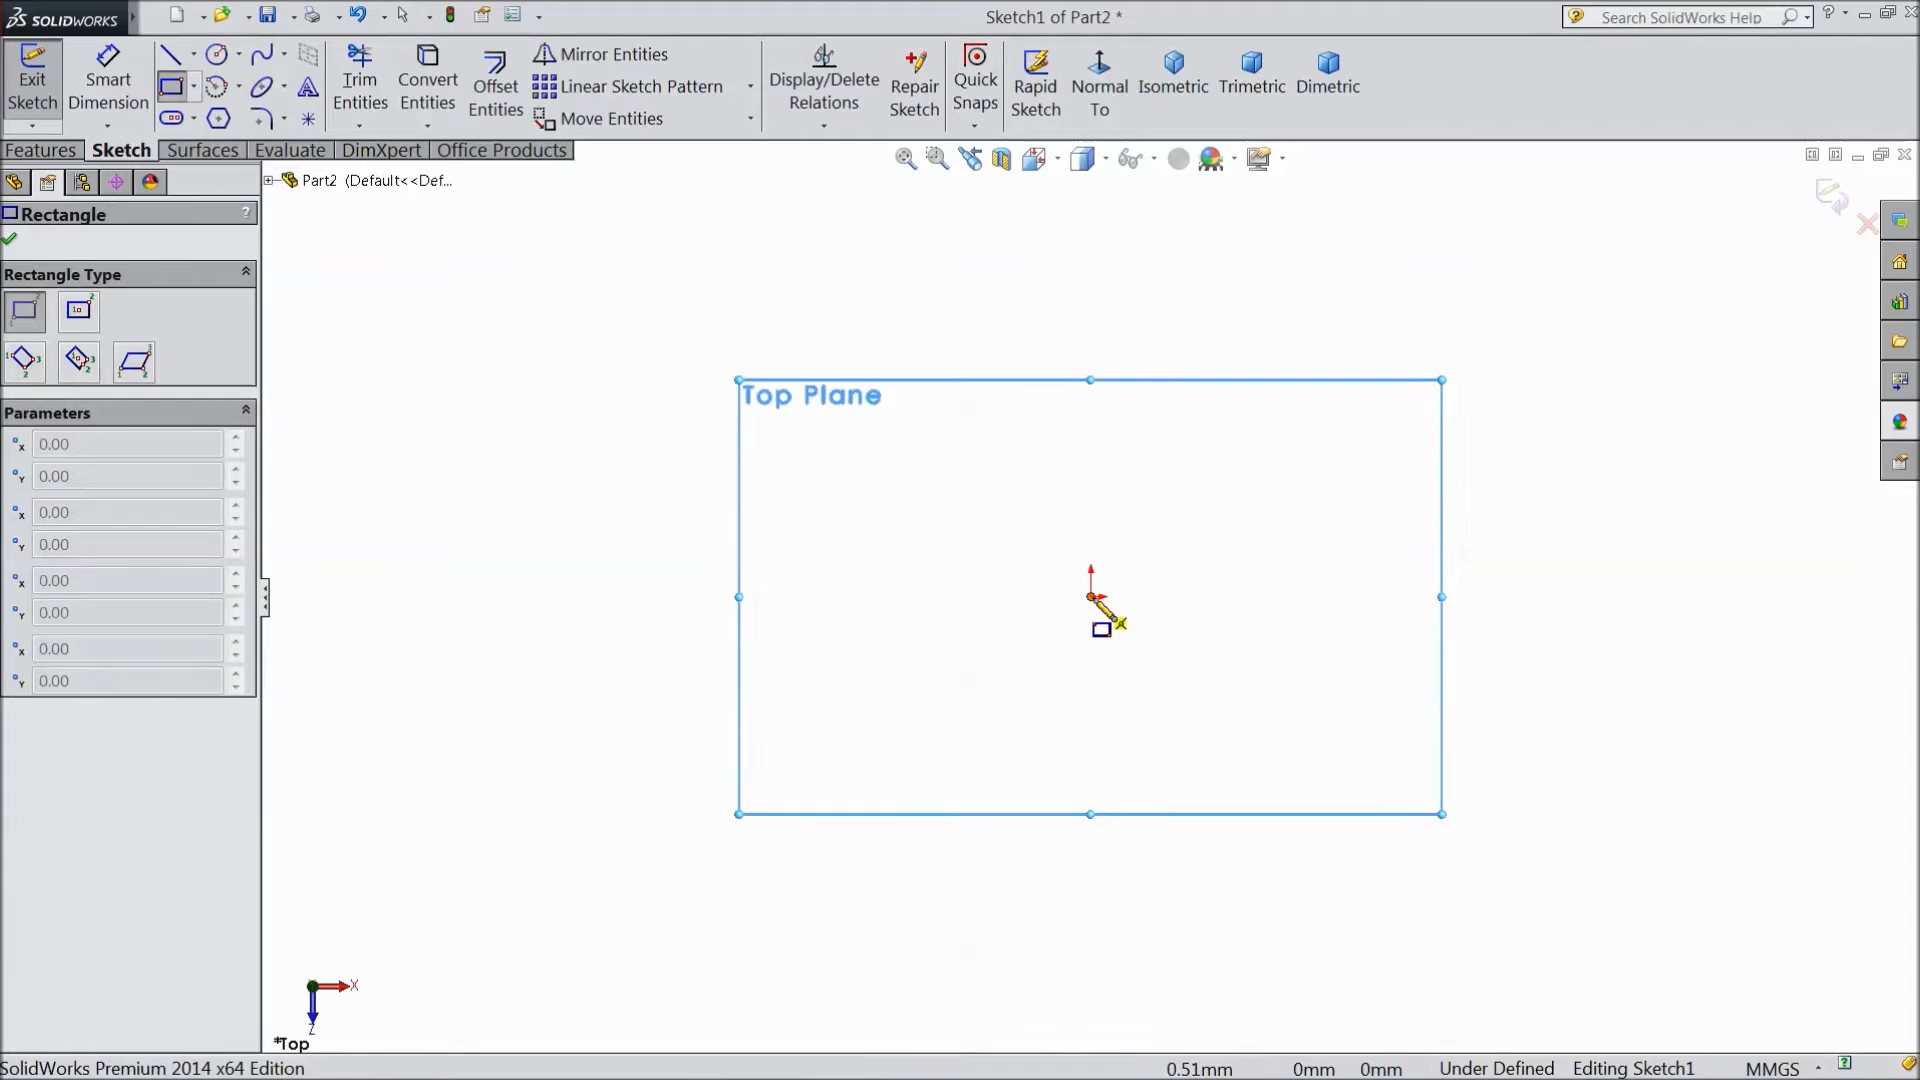 SOLIDWORKS
Sketch1 of Part2 *
Search SolidWorks Help
Exit Sketch
Smart Dimension
Trim Entities
Convert Entities
Offset Entities
Mirror Entities
Linear Sketch Pattern
Move Entities
Display/Delete Relations
Repair Sketch
Quick Snaps
Rapid Sketch
Normal To
Isometric
Trimetric
Dimetric
Features
Sketch
Surfaces
Evaluate
DimXpert
Office Products
Part2 (Default<<Def...
Rectangle
?
Rectangle Type
Parameters
x 0.00
Y 0.00
x 0.00
Y 0.00
x 0.00
Y 0.00
x 0.00
Y 0.00
Top Plane
X
Z
*Top
SolidWorks Premium 2014 x64 Edition
0.51mm
0mm
0mm
Under Defined
Editing Sketch1
MMGS